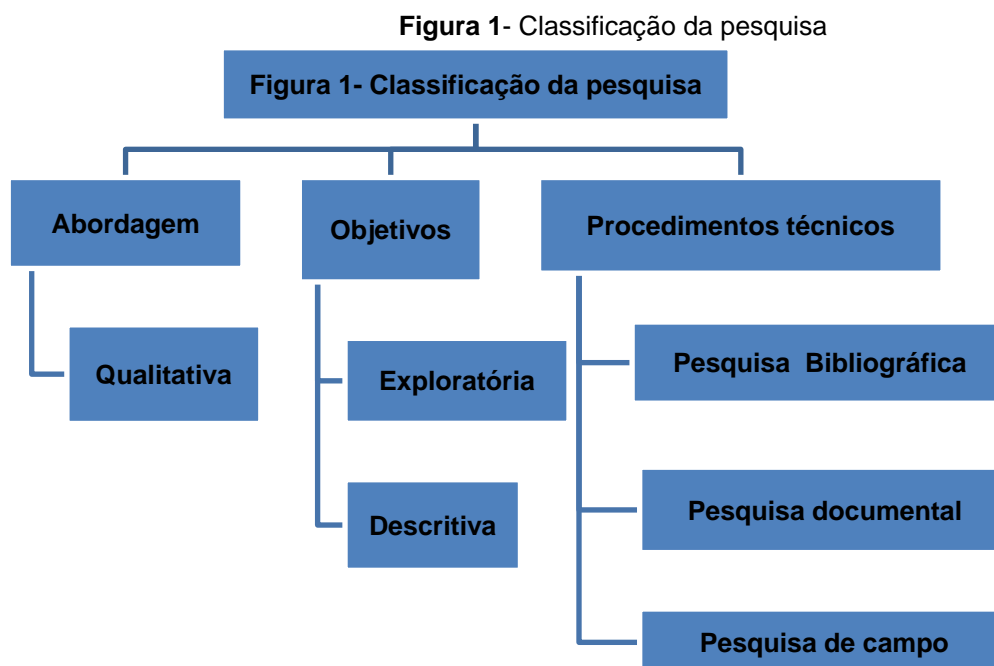 Figura 1- Classificação da pesquisa
Figura 1- Classificação da pesquisa
Abordagem
Qualitativa
Objetivos
Exploratória
Descritiva
Procedimentos técnicos
Pesquisa Bibliográfica
Pesquisa documental
Pesquisa de campo